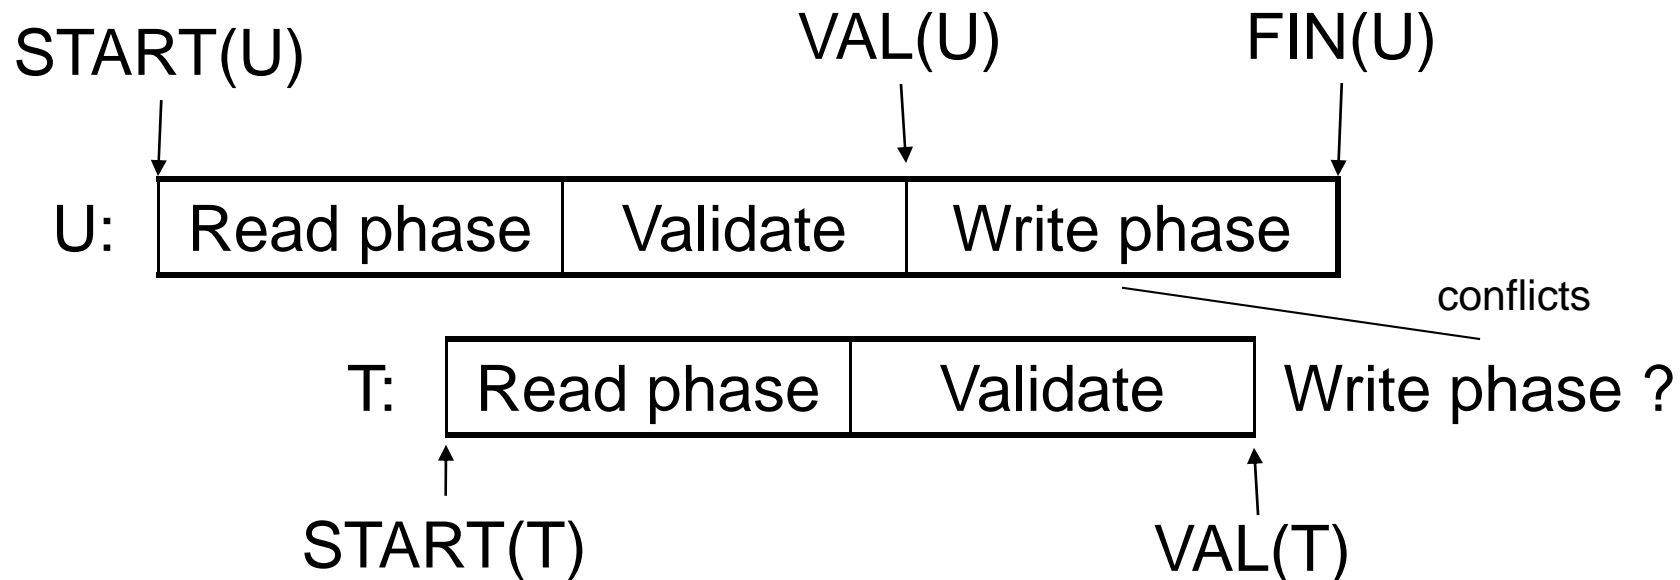 START(U) VAL(U) FIN(U)
U: Read phase Validate Write phase
conflicts
T: Read phase Validate Write phase ?
START(T) VAL(T)